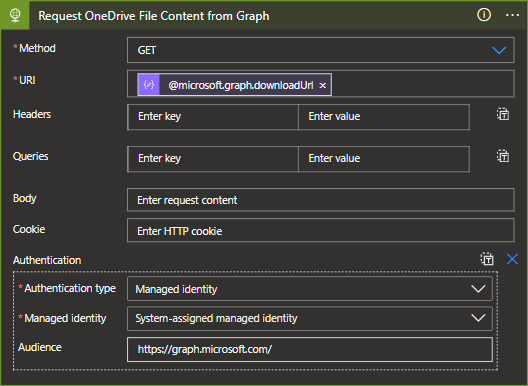 Request OneDrive File Content from Graph
* Method GET
* URI @microsoft.graph.downloadUrl ×
Headers Enter key Enter value
Queries Enter key Enter value
Body Enter request content
Cookie Enter HTTP cookie
Authentication
* Authentication type Managed identity
* Managed identity System-assigned managed identity
Audience https://graph.microsoft.com/